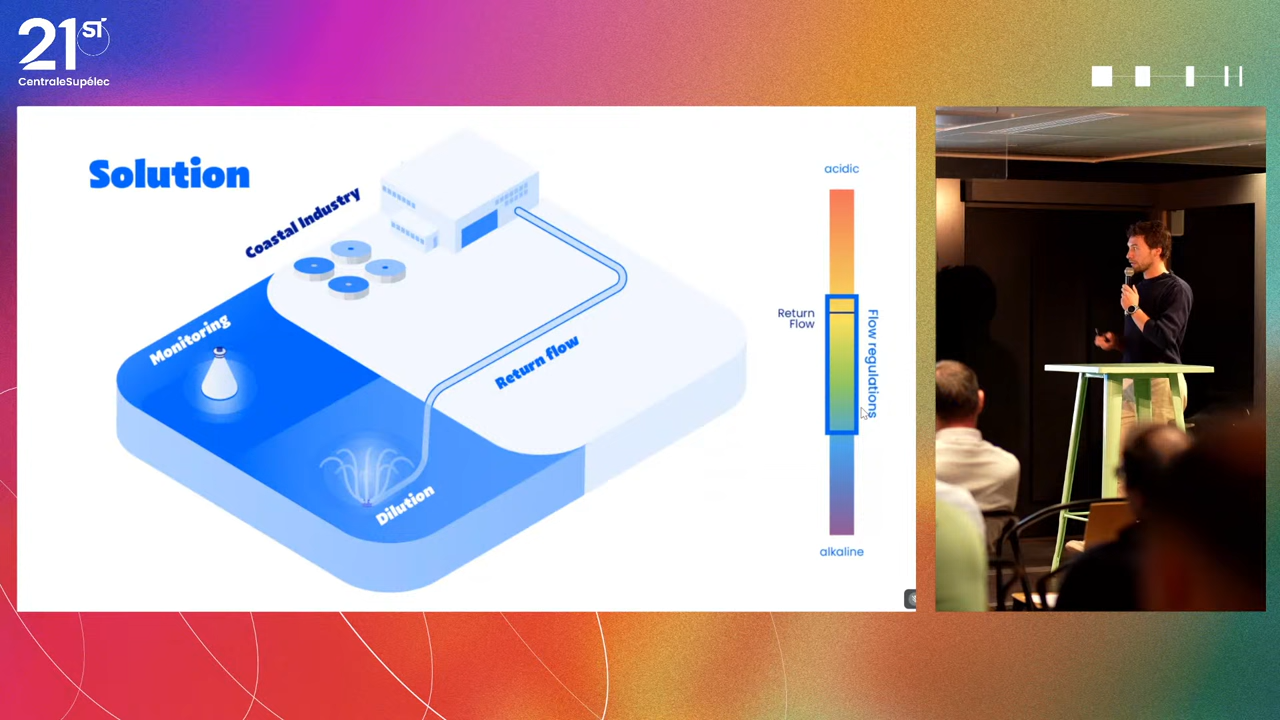 21st
CentraleSupélec
Solution
Coastal Industry
Monitoring
Return flow
Dilution
acidic
Return
Flow
Flow regulations
alkaline